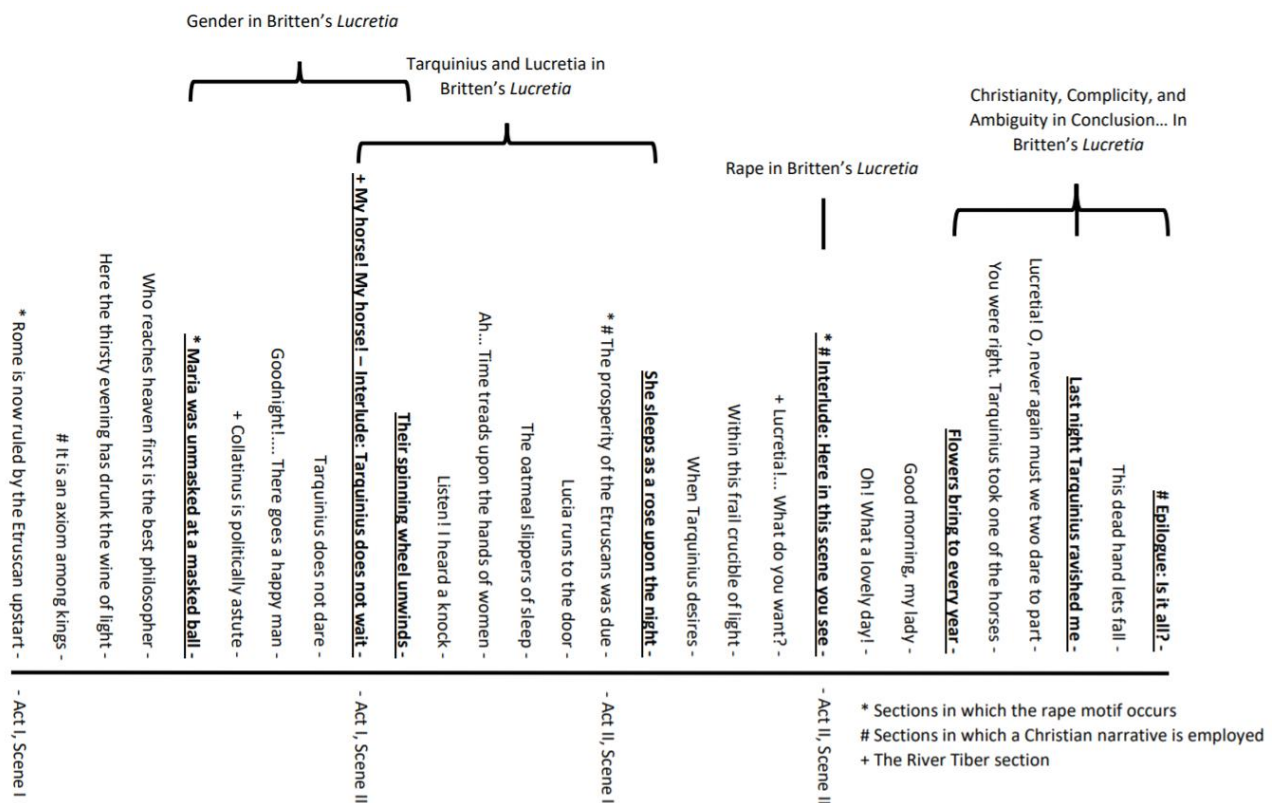 Gender in Britten's Lucretia
Tarquinius and Lucretia in
Britten's Lucretia
Rape in Britten's Lucretia
Christianity, Complicity, and
Ambiguity in Conclusion... In
Britten's Lucretia
* Rome is now ruled by the Etruscan upstart -
# It is an axiom among kings -
Here the thirsty evening has drunk the wine of light -
Who reaches heaven first is the best philosopher -
* Maria was unmasked at a masked ball -
+ Collatinus is politically astute -
Goodnight!.... There goes a happy man -
Tarquinius does not dare -
+ My horse! My horse! – Interlude: Tarquinius does not wait -
Their spinning wheel unwinds -
Listen! I heard a knock -
Ah... Time treads upon the hands of women -
The oatmeal slippers of sleep -
Lucia runs to the door -
* # The prosperity of the Etruscans was due -
She sleeps as a rose upon the night -
When Tarquinius desires -
Within this frail crucible of light -
+ Lucretia!... What do you want? -
* # Interlude: Here in this scene you see -
Oh! What a lovely day! -
Good morning, my lady -
Flowers bring to every year -
You were right. Tarquinius took one of the horses -
Lucretia! O, never again must we two dare to part -
Last night Tarquinius ravished me -
This dead hand lets fall -
# Epilogue: Is it all? -
- Act I, Scene I
- Act I, Scene II
- Act II, Scene I
- Act II, Scene II
* Sections in which the rape motif occurs
# Sections in which a Christian narrative is employed
+ The River Tiber section